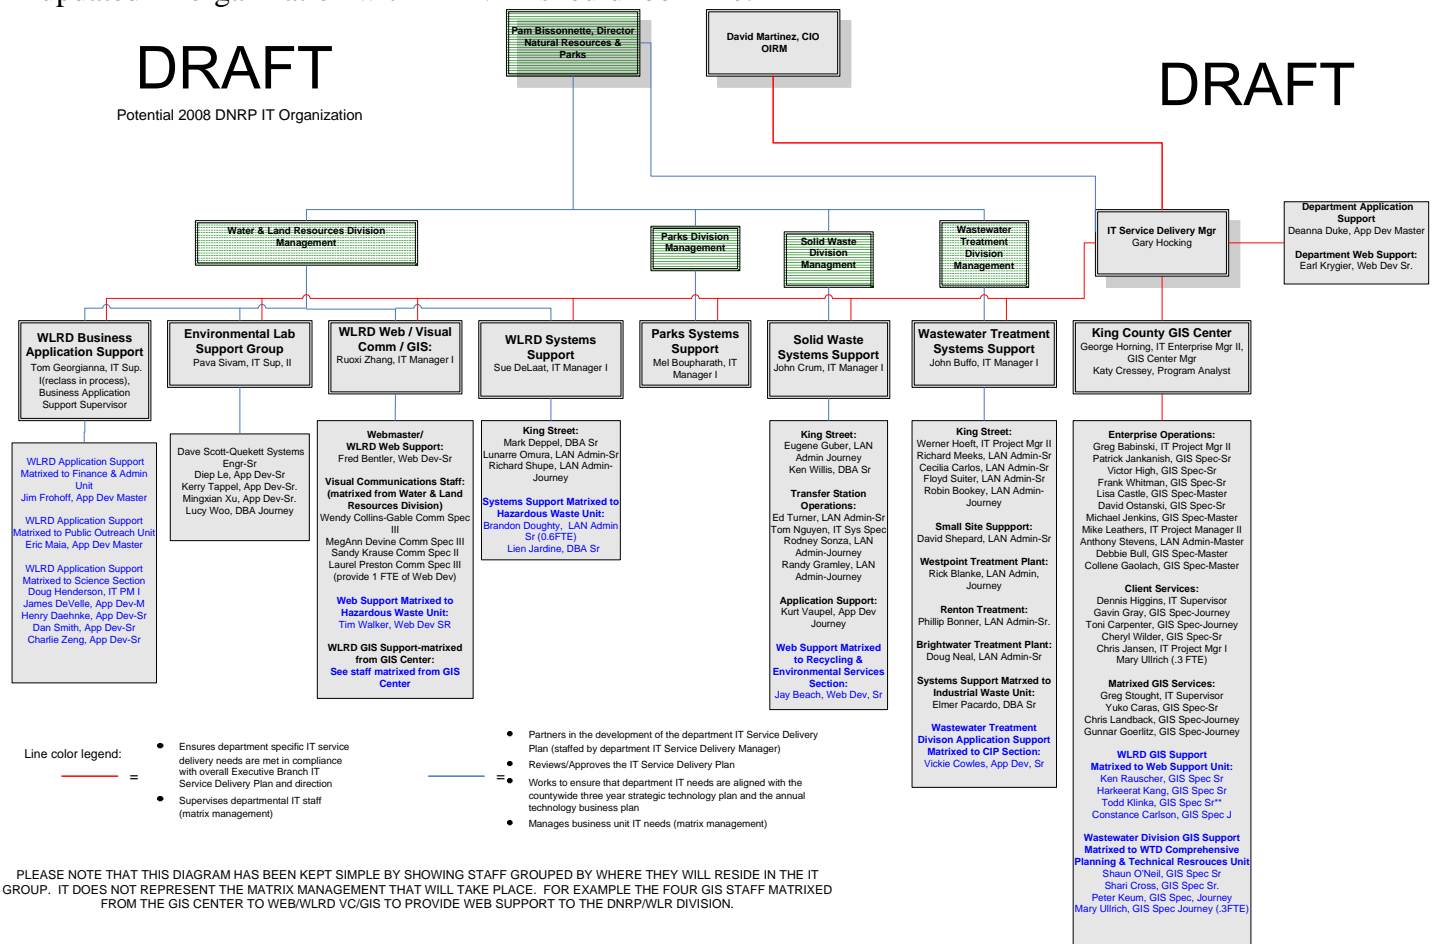 Pam Bissonnette, Director
Natural Resources &
Parks
David Martinez, CIO
OIRM
DRAFT
DRAFT
Potential 2008 DNRP IT Organization
Water & Land Resources Division
Management
Parks Division
Management
Solid Waste
Division
Managment
Wastewater
Treatment
Division
Management
IT Service Delivery Mgr
Gary Hocking
Department Application
Support
Deanna Duke, App Dev Master
Department Web Support:
Earl Krygier, Web Dev Sr.
WLRD Business
Application Support
Tom Georgianna, IT Sup.
I(reclass in process),
Business Application
Support Supervisor
Environmental Lab
Support Group
Pava Sivam, IT Sup, II
WLRD Web / Visual
Comm / GIS:
Ruoxi Zhang, IT Manager I
WLRD Systems
Support
Sue DeLaat, IT Manager I
Parks Systems
Support
Mel Boupharath, IT
Manager I
Solid Waste
Systems Support
John Crum, IT Manager I
Wastewater Treatment
Systems Support
John Buffo, IT Manager I
King County GIS Center
George Horning, IT Enterprise Mgr II,
GIS Center Mgr
Katy Cressey, Program Analyst
WLRD Application Support
Matrixed to Finance & Admin
Unit
Jim Frohoff, App Dev Master
WLRD Application Support
Matrixed to Public Outreach Unit
Eric Maia, App Dev Master
WLRD Application Support
Matrixed to Science Section
Doug Henderson, IT PM I
James DeVelle, App Dev-M
Henry Daehnke, App Dev-Sr
Dan Smith, App Dev-Sr
Charlie Zeng, App Dev-Sr
Dave Scott-Quekett Systems
Engr-Sr
Diep Le, App Dev-Sr
Kerry Tappel, App Dev-Sr.
Mingxian Xu, App Dev-Sr.
Lucy Woo, DBA Journey
Webmaster/
WLRD Web Support:
Fred Bentler, Web Dev-Sr
Visual Communications Staff:
(matrixed from Water & Land
Resources Division)
Wendy Collins-Gable Comm Spec
III
MegAnn Devine Comm Spec III
Sandy Krause Comm Spec II
Laurel Preston Comm Spec III
(provide 1 FTE of Web Dev)
Web Support Matrixed to
Hazardous Waste Unit:
Tim Walker, Web Dev SR
WLRD GIS Support-matrixed
from GIS Center:
See staff matrixed from GIS
Center
King Street:
Mark Deppel, DBA Sr
Lunarre Omura, LAN Admin-Sr
Richard Shupe, LAN Admin-
Journey
Systems Support Matrixed to
Hazardous Waste Unit:
Brandon Doughty, LAN Admin
Sr (0.6FTE)
Lien Jardine, DBA Sr
King Street:
Eugene Guber, LAN
Admin Journey
Ken Willis, DBA Sr
Transfer Station
Operations:
Ed Turner, LAN Admin-Sr
Tom Nguyen, IT Sys Spec
Rodney Sonza, LAN
Admin-Journey
Randy Gramley, LAN
Admin-Journey
Application Support:
Kurt Vaupel, App Dev
Journey
Web Support Matrixed
to Recycling &
Environmental Services
Section:
Jay Beach, Web Dev, Sr
King Street:
Werner Hoeft, IT Project Mgr II
Richard Meeks, LAN Admin-Sr
Cecilia Carlos, LAN Admin-Sr
Floyd Suiter, LAN Admin-Sr
Robin Bookey, LAN Admin-
Journey
Small Site Suppport:
David Shepard, LAN Admin-Sr
Westpoint Treatment Plant:
Rick Blanke, LAN Admin,
Journey
Renton Treatment:
Phillip Bonner, LAN Admin-Sr.
Brightwater Treatment Plant:
Doug Neal, LAN Admin-Sr
Systems Support Matrxed to
Industrial Waste Unit:
Elmer Pacardo, DBA Sr
Wastewater Treatment
Divison Application Support
Matrixed to CIP Section:
Vickie Cowles, App Dev, Sr
Enterprise Operations:
Greg Babinski, IT Project Mgr II
Patrick Jankanish, GIS Spec-Sr
Victor High, GIS Spec-Sr
Frank Whitman, GIS Spec-Sr
Lisa Castle, GIS Spec-Master
David Ostanski, GIS Spec-Sr
Michael Jenkins, GIS Spec-Master
Mike Leathers, IT Project Manager II
Anthony Stevens, LAN Admin-Master
Debbie Bull, GIS Spec-Master
Collene Gaolach, GIS Spec-Master
Client Services:
Dennis Higgins, IT Supervisor
Gavin Gray, GIS Spec-Journey
Toni Carpenter, GIS Spec-Journey
Cheryl Wilder, GIS Spec-Sr
Chris Jansen, IT Project Mgr I
Mary Ullrich (.3 FTE)
Matrixed GIS Services:
Greg Stought, IT Supervisor
Yuko Caras, GIS Spec-Sr
Chris Landback, GIS Spec-Journey
Gunnar Goerlitz, GIS Spec-Journey
WLRD GIS Support
Matrixed to Web Support Unit:
Ken Rauscher, GIS Spec Sr
Harkeerat Kang, GIS Spec Sr
Todd Klinka, GIS Spec Sr**
Constance Carlson, GIS Spec J
Wastewater Division GIS Support
Matrixed to WTD Comprehensive
Planning & Technical Resrouces Unit
Shaun O'Neil, GIS Spec Sr
Shari Cross, GIS Spec Sr.
Peter Keum, GIS Spec, Journey
Mary Ullrich, GIS Spec Journey (.3FTE)
Line color legend:
=
• Ensures department specific IT service
delivery needs are met in compliance
with overall Executive Branch IT
Service Delivery Plan and direction
• Supervises departmental IT staff
(matrix management)
=
• Partners in the development of the department IT Service Delivery
Plan (staffed by department IT Service Delivery Manager)
• Reviews/Approves the IT Service Delivery Plan
• Works to ensure that department IT needs are aligned with the
countywide three year strategic technology plan and the annual
technology business plan
• Manages business unit IT needs (matrix management)
PLEASE NOTE THAT THIS DIAGRAM HAS BEEN KEPT SIMPLE BY SHOWING STAFF GROUPED BY WHERE THEY WILL RESIDE IN THE IT
GROUP. IT DOES NOT REPRESENT THE MATRIX MANAGEMENT THAT WILL TAKE PLACE. FOR EXAMPLE THE FOUR GIS STAFF MATRIXED
FROM THE GIS CENTER TO WEB/WLRD VC/GIS TO PROVIDE WEB SUPPORT TO THE DNRP/WLR DIVISION.